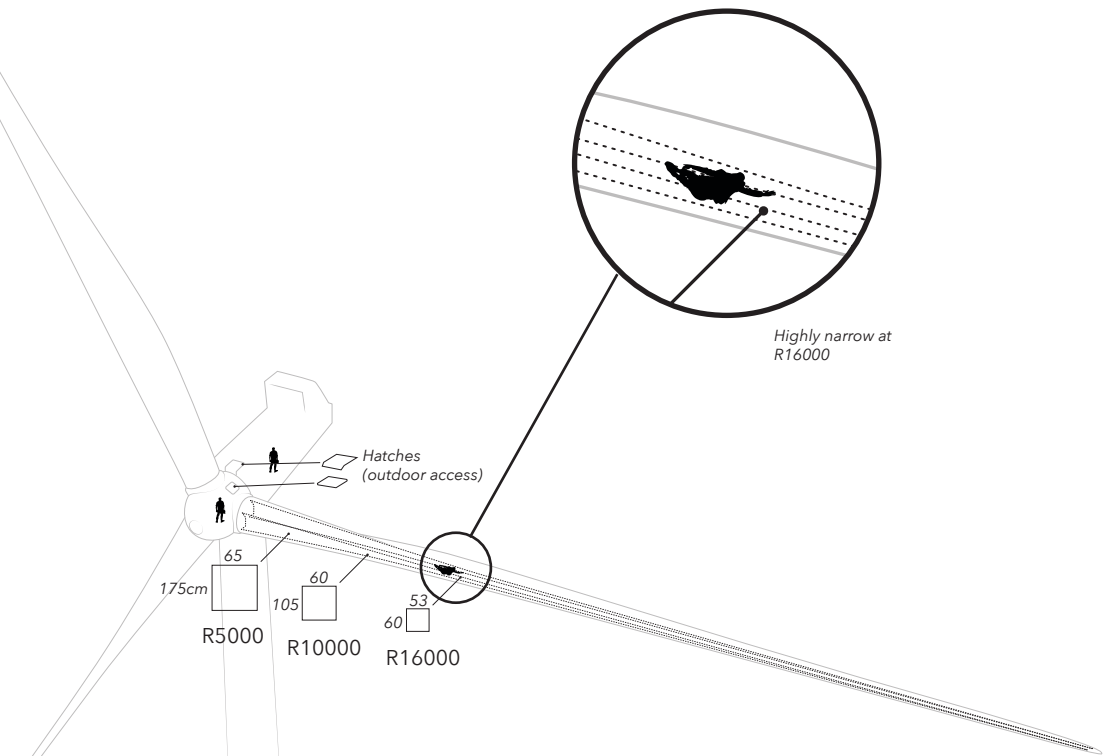 Highly narrow at
R16000
Hatches
(outdoor access)
65
175cm
R5000
60
105
R10000
53
60
R16000